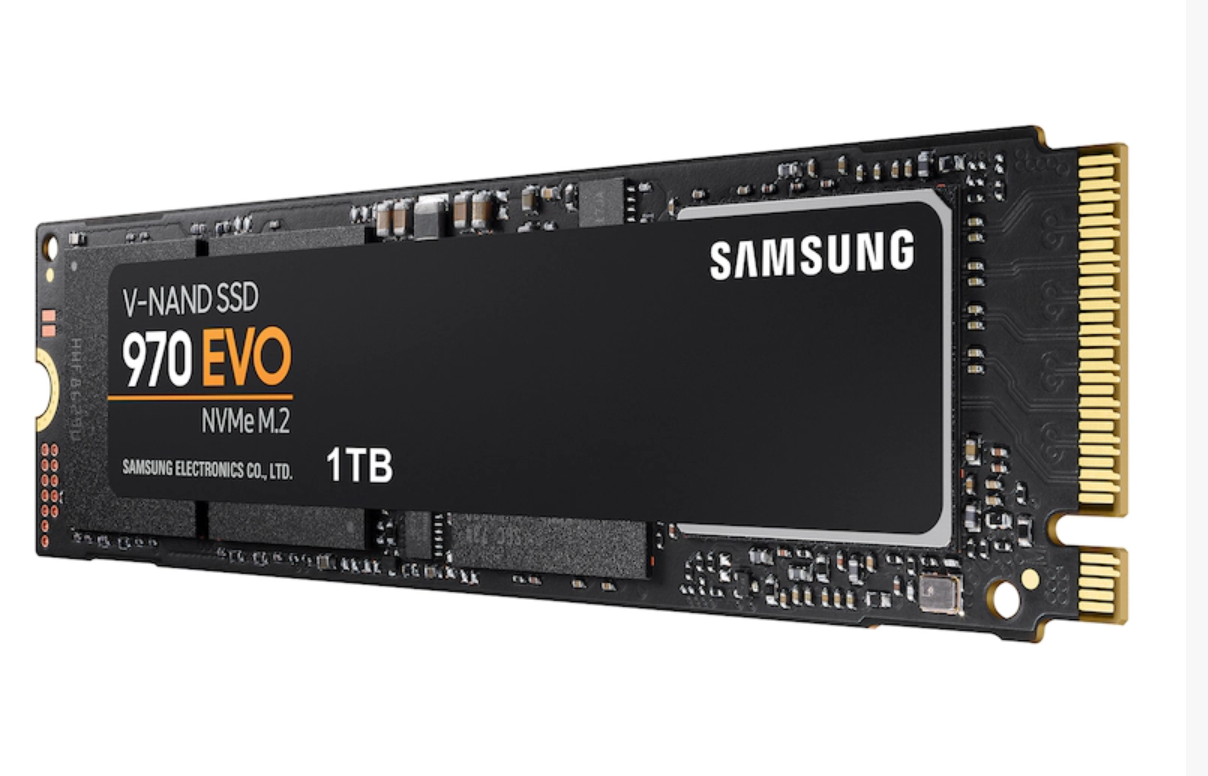 SAMSUNG
V-NAND SSD
970 EVO
NVMe M.2
SAMSUNG ELECTRONICS CO., LTD.
1TB